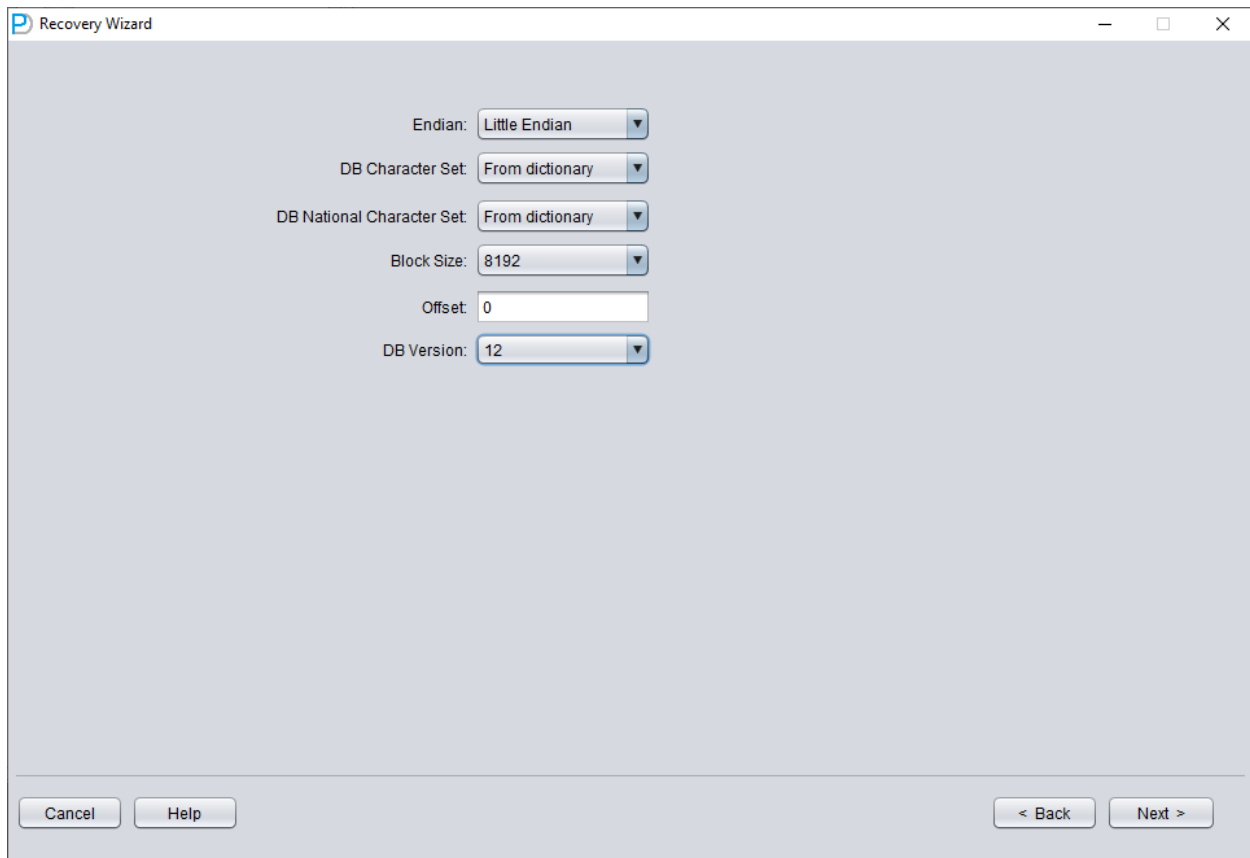 Recovery Wizard
Endian: Little Endian
DB Character Set: From dictionary
DB National Character Set: From dictionary
Block Size: 8192
Offset: 0
DB Version: 12
Cancel Help < Back Next >